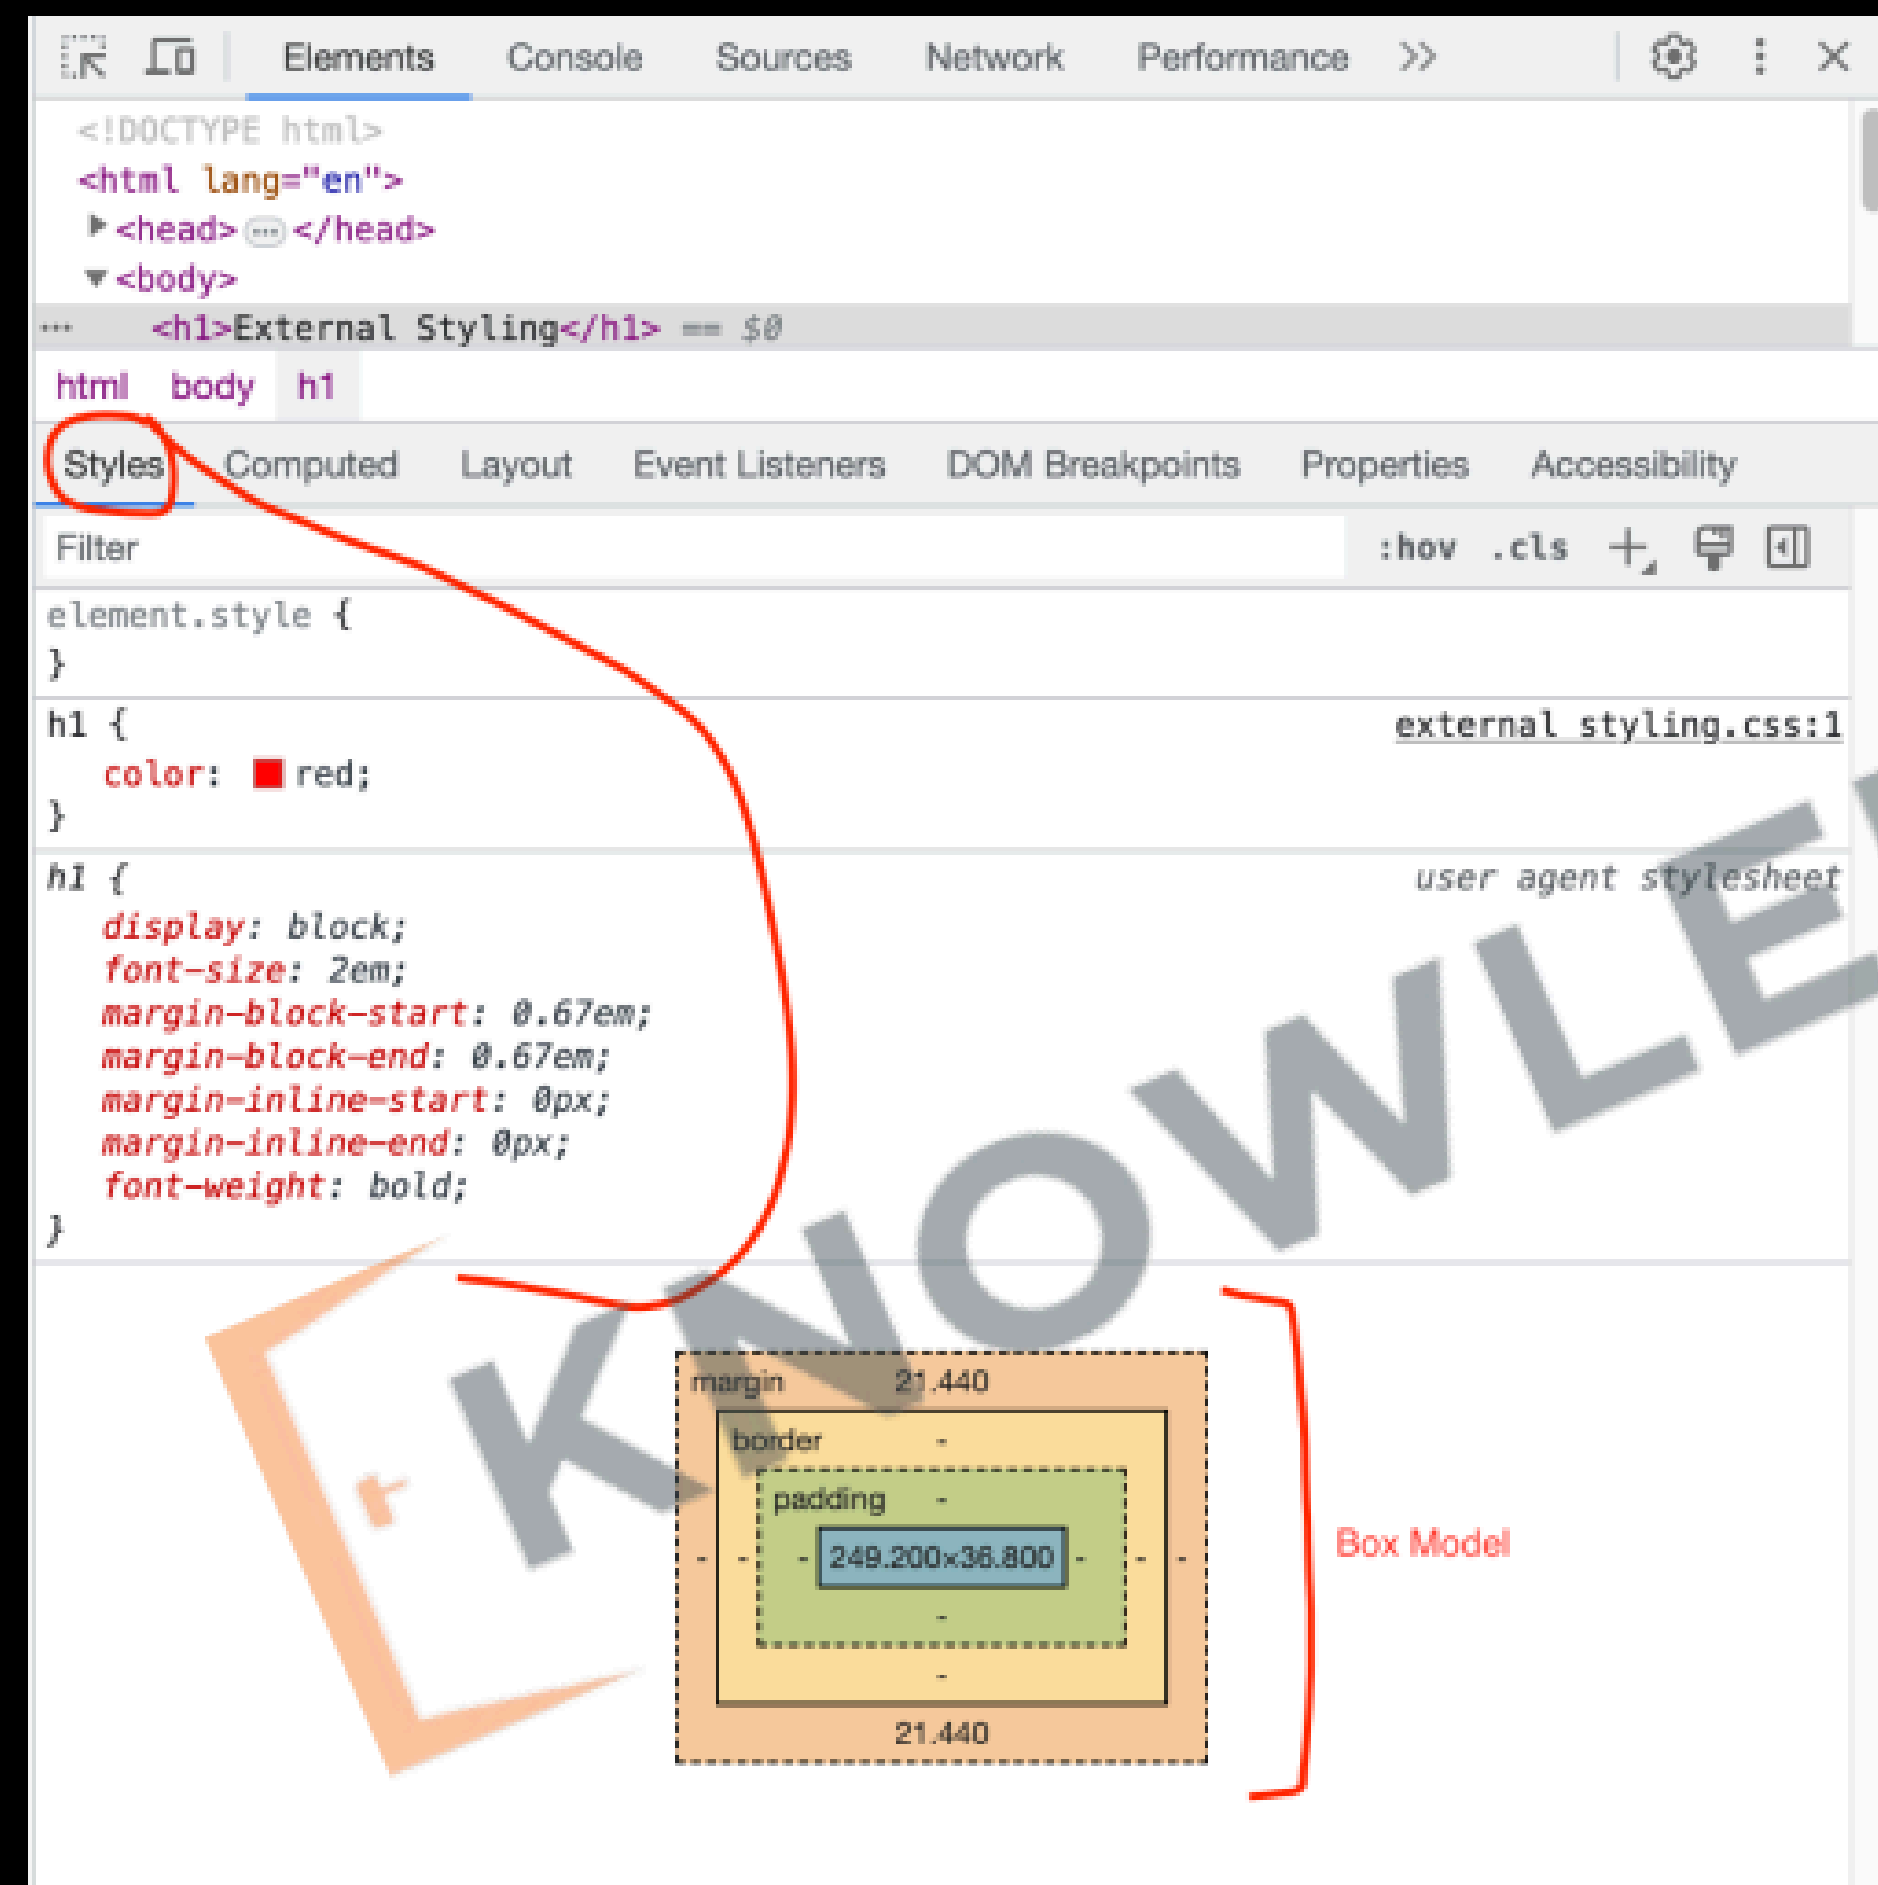 Elements Console Sources Network Performance
<!DOCTYPE html>
<html lang="en">
<head> ... </head>
<body>
... <h1>External Styling</h1> == $0
html body h1
Styles Computed Layout Event Listeners DOM Breakpoints Properties Accessibility
Filter :hov .cls
element.style {
}
h1 { external styling.css:1
color: red;
}
h1 { user agent stylesheet
display: block;
font-size: 2em;
margin-block-start: 0.67em;
margin-block-end: 0.67em;
margin-inline-start: 0px;
margin-inline-end: 0px;
font-weight: bold;
}
KNOWLE
margin 21.440
border -
padding -
- - - 249.200×36.800 - - -
-
-
21.440
Box Model